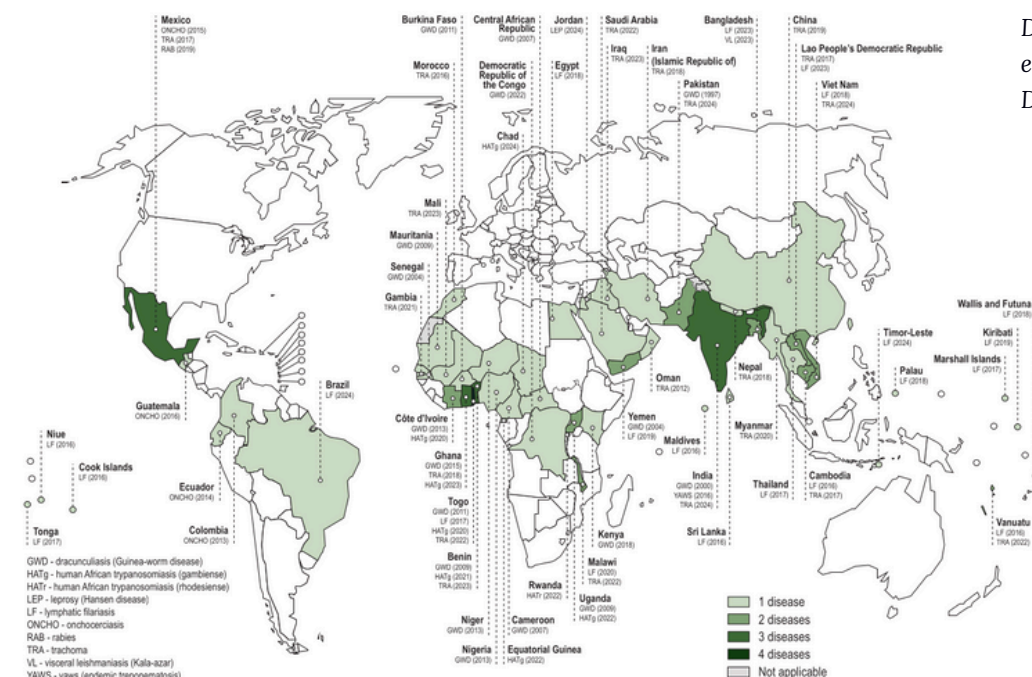 Mexico
ONCHO (2015)
TRA (2017)
RAB (2019)
Burkina Faso
GWD (2011)
Central African
Republic
GWD (2007)
Jordan
LEP (2024)
Saudi Arabia
TRA (2022)
Bangladesh
LF (2023)
VL (2023)
China
TRA (2019)
Morocco
TRA (2016)
Democratic
Republic of
the Congo
GWD (2022)
Egypt
LF (2018)
Iraq
TRA (2023)
Iran
(Islamic Republic of)
TRA (2018)
Pakistan
GWD (1997)
TRA (2024)
Lao People's Democratic Republic
TRA (2017)
LF (2023)
Viet Nam
LF (2018)
TRA (2024)
Chad
HATg (2024)
Mali
TRA (2023)
Mauritania
GWD (2009)
Senegal
GWD (2004)
Gambia
TRA (2021)
Guatemala
ONCHO (2016)
Brazil
LF (2024)
Ecuador
ONCHO (2014)
Colombia
ONCHO (2013)
Niue
LF (2016)
Cook Islands
LF (2016)
Tonga
LF (2017)
Côte d'Ivoire
GWD (2013)
HATg (2020)
Ghana
GWD (2015)
TRA (2018)
HATg (2023)
Togo
GWD (2011)
LF (2017)
HATg (2020)
TRA (2022)
Benin
GWD (2009)
HATg (2021)
TRA (2023)
Niger
GWD (2013)
Nigeria
GWD (2013)
Cameroon
GWD (2007)
Equatorial Guinea
HATg (2022)
Rwanda
HATr (2022)
Uganda
GWD (2009)
HATg (2022)
Malawi
LF (2020)
TRA (2022)
Kenya
GWD (2018)
Yemen
GWD (2004)
LF (2019)
Oman
TRA (2012)
Maldives
LF (2016)
India
GWD (2000)
YAWS (2016)
TRA (2024)
Sri Lanka
LF (2016)
Nepal
TRA (2018)
Myanmar
TRA (2020)
Thailand
LF (2017)
Cambodia
LF (2016)
TRA (2017)
Timor-Leste
LF (2024)
Palau
LF (2018)
Wallis and Futuna
LF (2018)
Kiribati
LF (2019)
Marshall Islands
LF (2017)
Vanuatu
LF (2016)
TRA (2022)
GWD - dracunculiasis (Guinea-worm disease)
HATg - human African trypanosomiasis (gambiense)
HATr - human African trypanosomiasis (rhodesiense)
LEP - leprosy (Hansen disease)
LF - lymphatic filariasis
ONCHO - onchocerciasis
RAB - rabies
TRA - trachoma
VL - visceral leishmaniasis (Kala-azar)
YAWS - yaws (endemic treponematosis)
1 disease
2 diseases
3 diseases
4 diseases
Not applicable